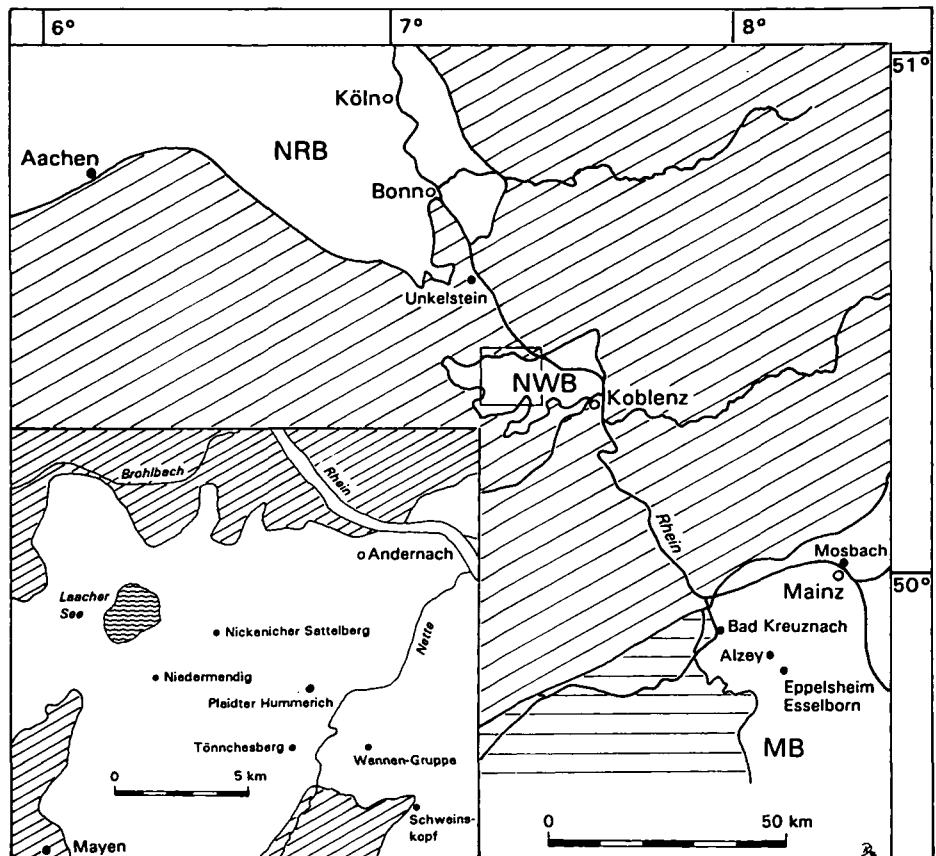 6°
7°
8°
51°
Köln
NRB
Aachen
Bonn
Unkelstein
NWB
Koblenz
Rhein
50°
Mosbach
Mainz
Bad Kreuznach
Alzey
Eppelsheim
Esselborn
MB
0 50 km
Brohlbach
Rhein
Andernach
Laacher
See
Nickenicher Sattelberg
Nette
Niedermendig
Plaidter Hummerich
Tönnchesberg
Wannen-Gruppe
0 5 km
Schweins-
kopf
Mayen